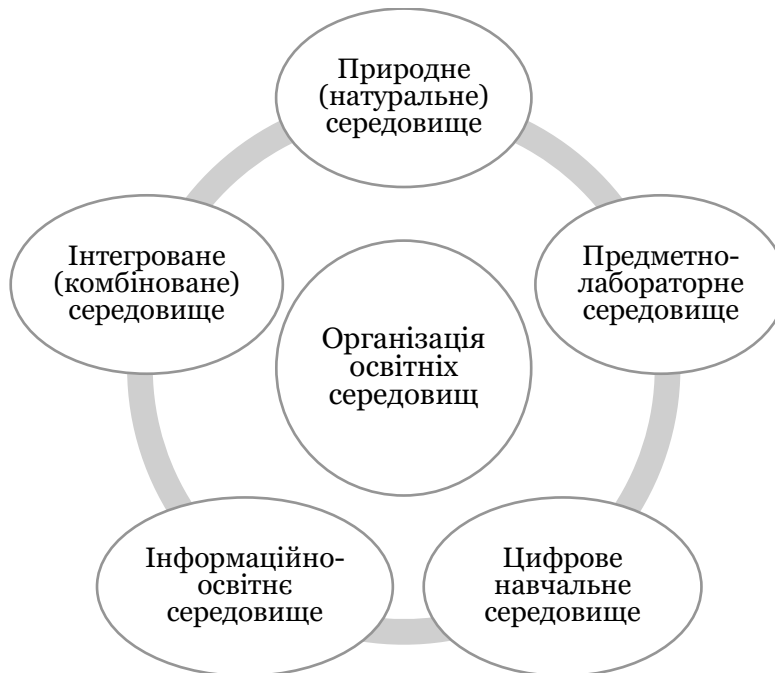 Природне
(натуральне)
середовище
Інтегроване
(комбіноване)
середовище
Предметно-
лабораторне
середовище
Організація
освітніх
середовищ
Інформаційно-
освітнє
середовище
Цифрове
навчальне
середовище